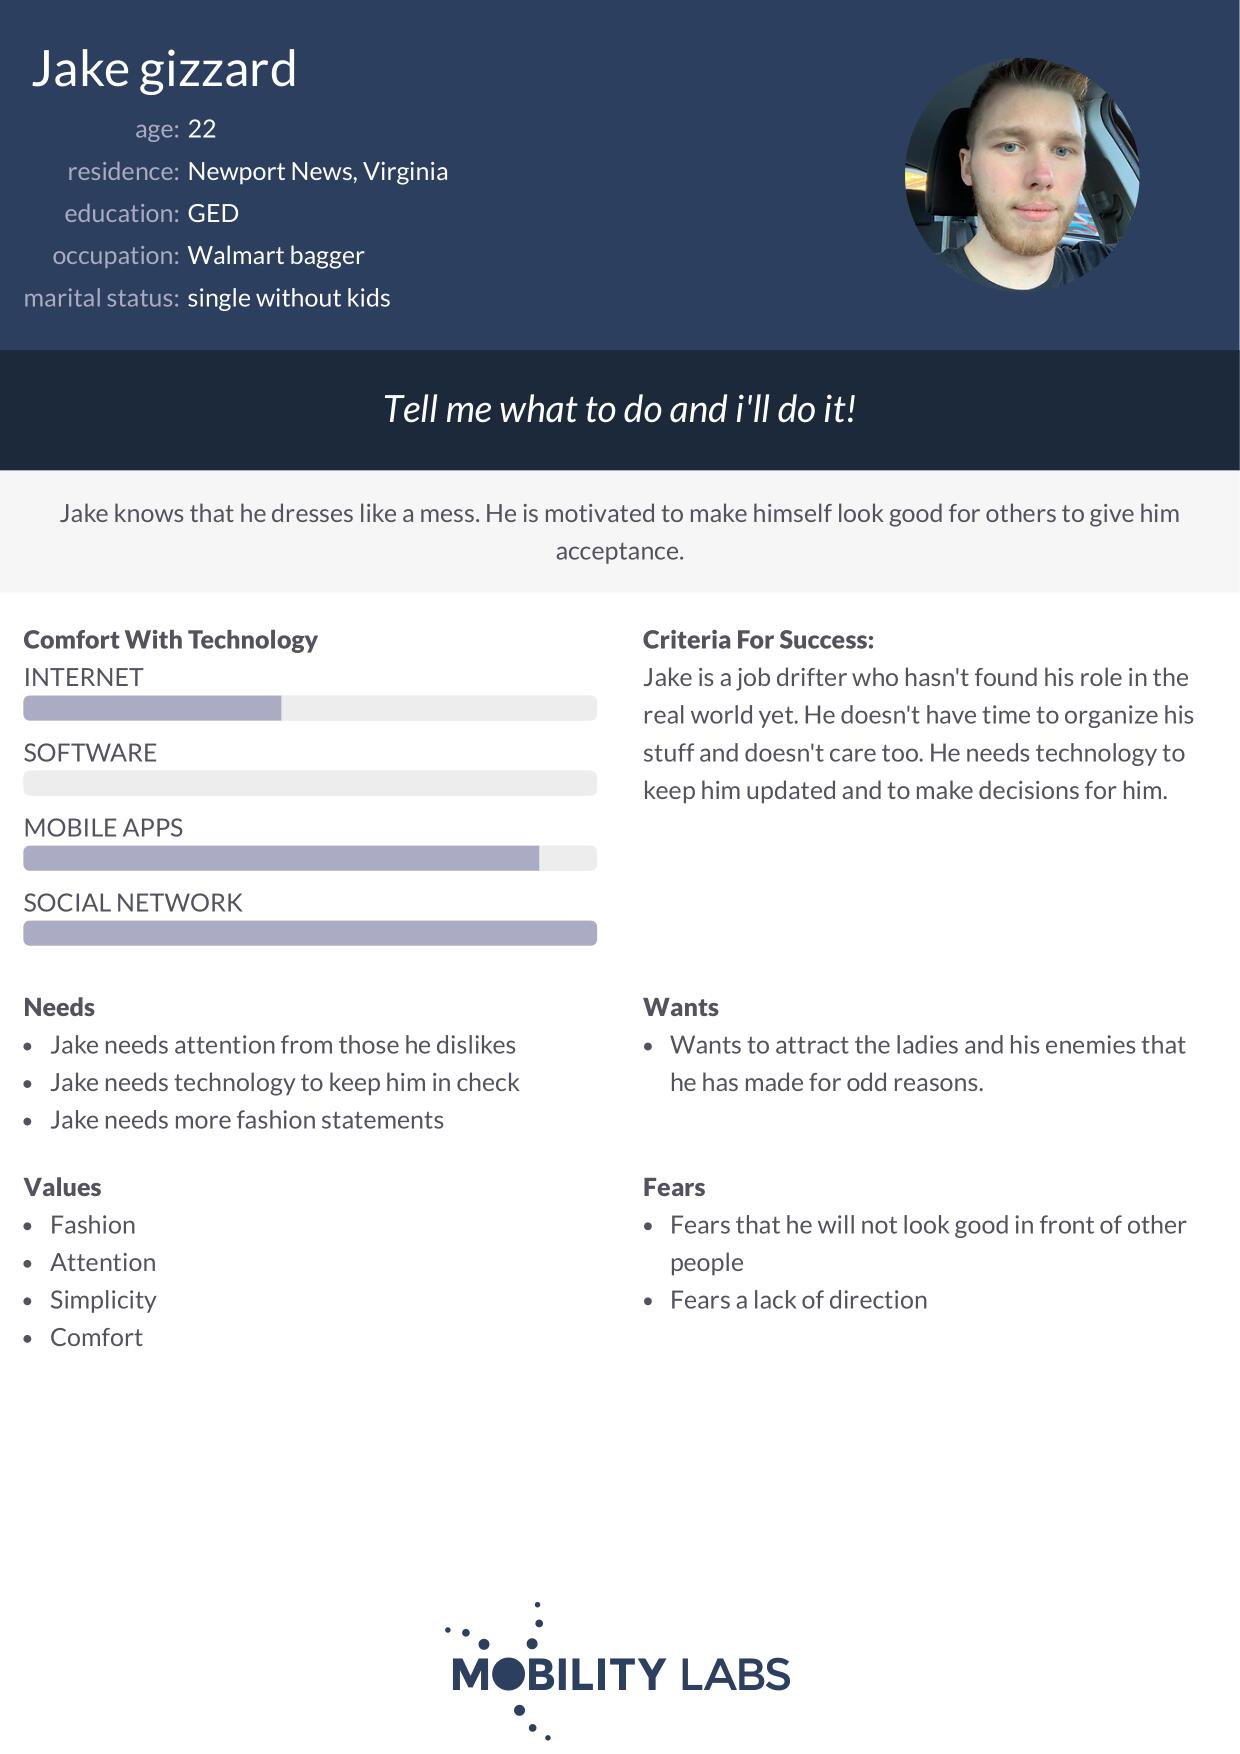 Jake gizzard
age: 22
residence: Newport News, Virginia
education: GED
occupation: Walmart bagger
marital status: single without kids
Tell me what to do and i'll do it!
Jake knows that he dresses like a mess. He is motivated to make himself look good for others to give him
acceptance.
Comfort With Technology
INTERNET
SOFTWARE
MOBILE APPS
SOCIAL NETWORK
Criteria For Success:
Jake is a job drifter who hasn't found his role in the
real world yet. He doesn't have time to organize his
stuff and doesn't care too. He needs technology to
keep him updated and to make decisions for him.
Needs
• Jake needs attention from those he dislikes
• Jake needs technology to keep him in check
• Jake needs more fashion statements
Wants
• Wants to attract the ladies and his enemies that
he has made for odd reasons.
Values
• Fashion
• Attention
• Simplicity
• Comfort
Fears
• Fears that he will not look good in front of other
people
• Fears a lack of direction
MOBILITY LABS